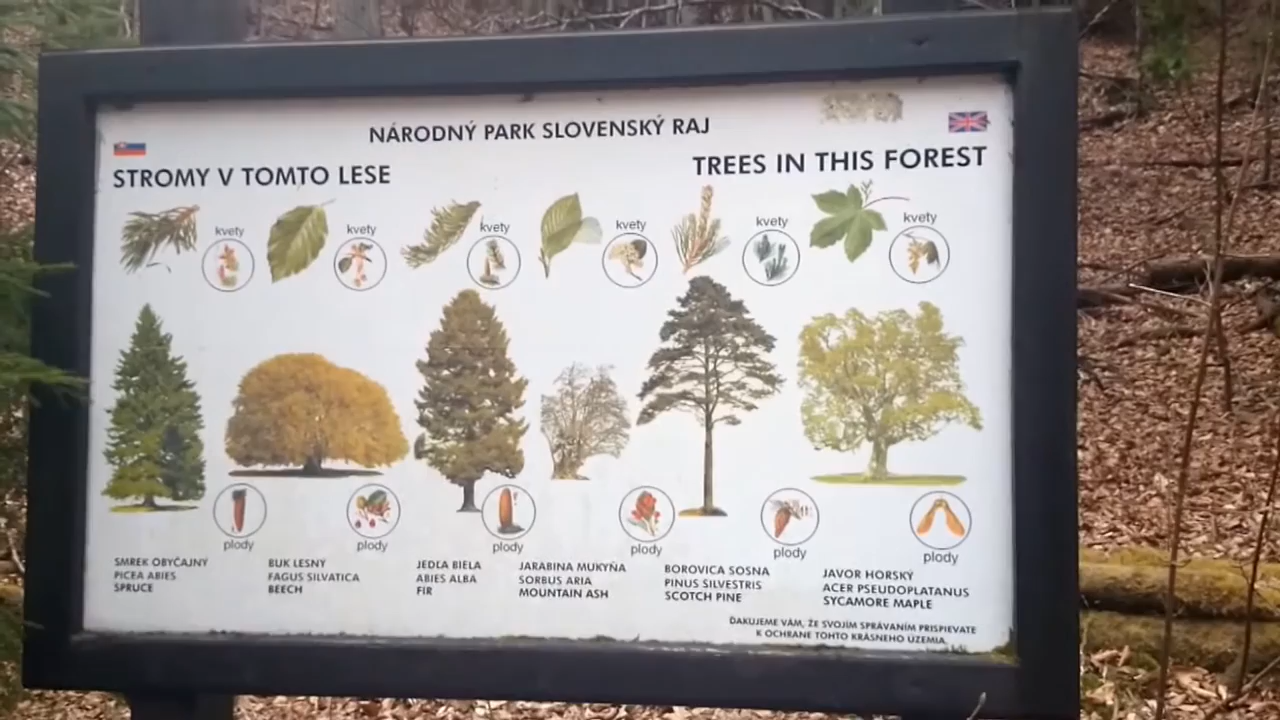 NÁRODNÝ PARK SLOVENSKÝ RAJ
STROMY V TOMTO LESE
TREES IN THIS FOREST
kvety
kvety
kvety
kvety
kvety
kvety
plody
plody
plody
plody
plody
plody
SMREK OBYČAJNÝ
PICEA ABIES
SPRUCE
BUK LESNÝ
FAGUS SILVATICA
BEECH
JEDLA BIELA
ABIES ALBA
FIR
JARABINA MUKYŇA
SORBUS ARIA
MOUNTAIN ASH
BOROVICA SOSNA
PINUS SILVESTRIS
SCOTCH PINE
JAVOR HORSKÝ
ACER PSEUDOPLATANUS
SYCAMORE MAPLE
ĎAKUJEME VÁM, ŽE SVOJÍM SPRÁVANÍM PRISPIEVATE
K OCHRANE TOHTO KRÁSNEHO ÚZEMIA.